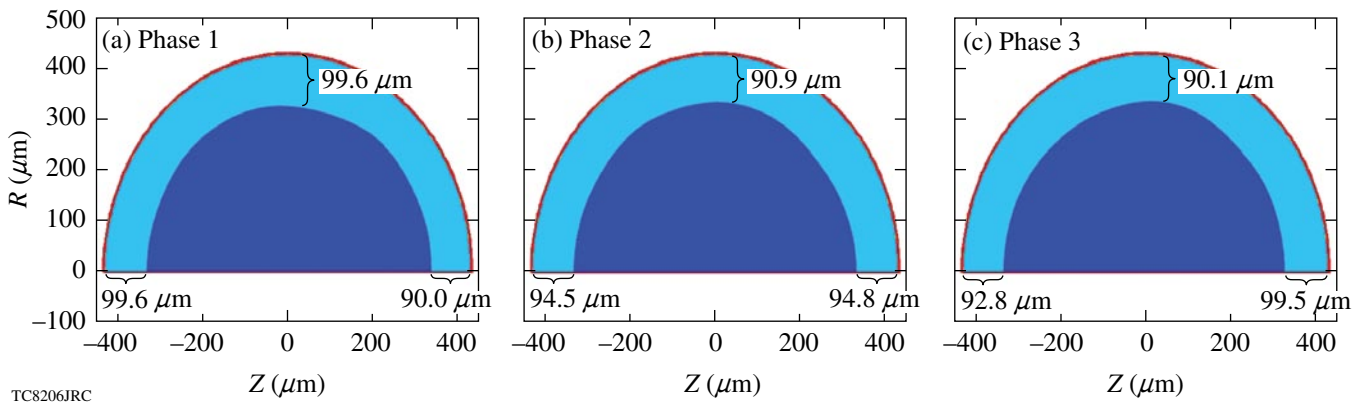 (a) Phase 1
(b) Phase 2
(c) Phase 3
500
400
300
200
100
0
–100
R (μm)
99.6 μm
90.9 μm
90.1 μm
99.6 μm
90.0 μm
94.5 μm
94.8 μm
92.8 μm
99.5 μm
–400 –200 0 200 400
–400 –200 0 200 400
–400 –200 0 200 400
Z (μm)
Z (μm)
Z (μm)
TC8206JRC